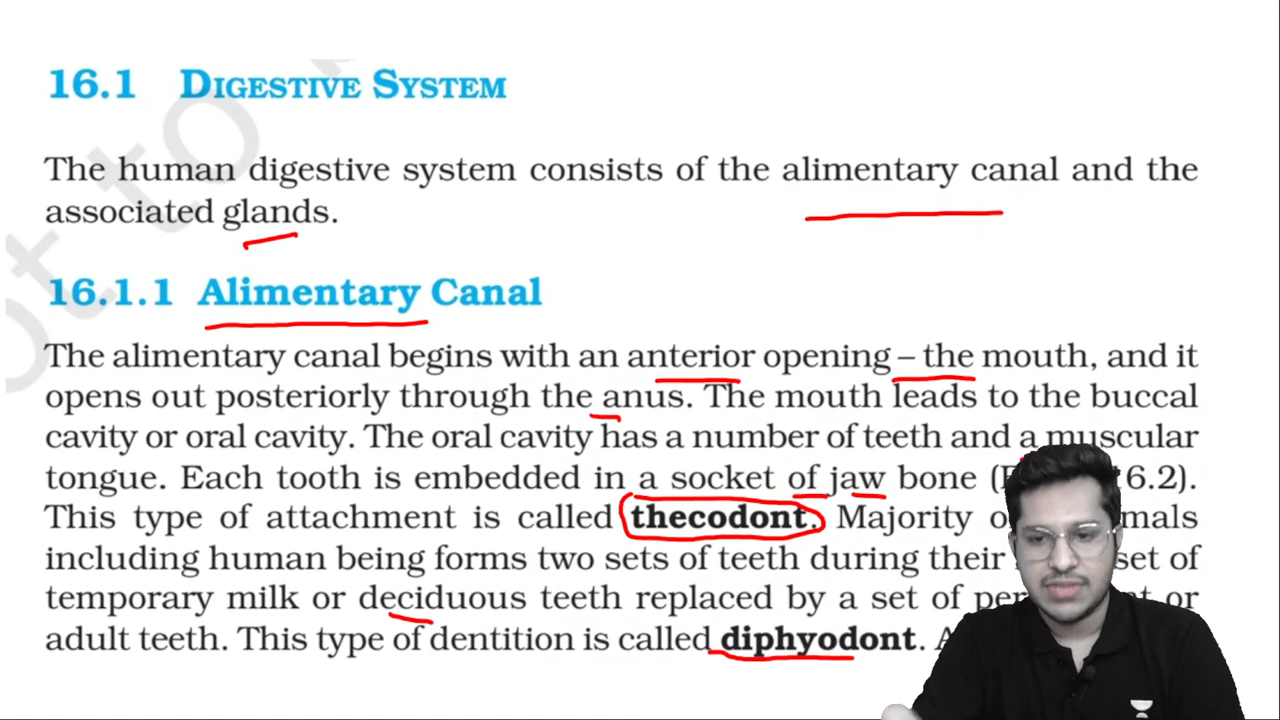 16.1 DIGESTIVE SYSTEM
The human digestive system consists of the alimentary canal and the
associated glands.
16.1.1 Alimentary Canal
The alimentary canal begins with an anterior opening – the mouth, and it
opens out posteriorly through the anus. The mouth leads to the buccal
cavity or oral cavity. The oral cavity has a number of teeth and a muscular
tongue. Each tooth is embedded in a socket of jaw bone 6.2).
This type of attachment is called thecodont. Majority
including human being forms two sets of teeth during their set of
temporary milk or deciduous teeth replaced by a set of or
adult teeth. This type of dentition is called diphyodont.